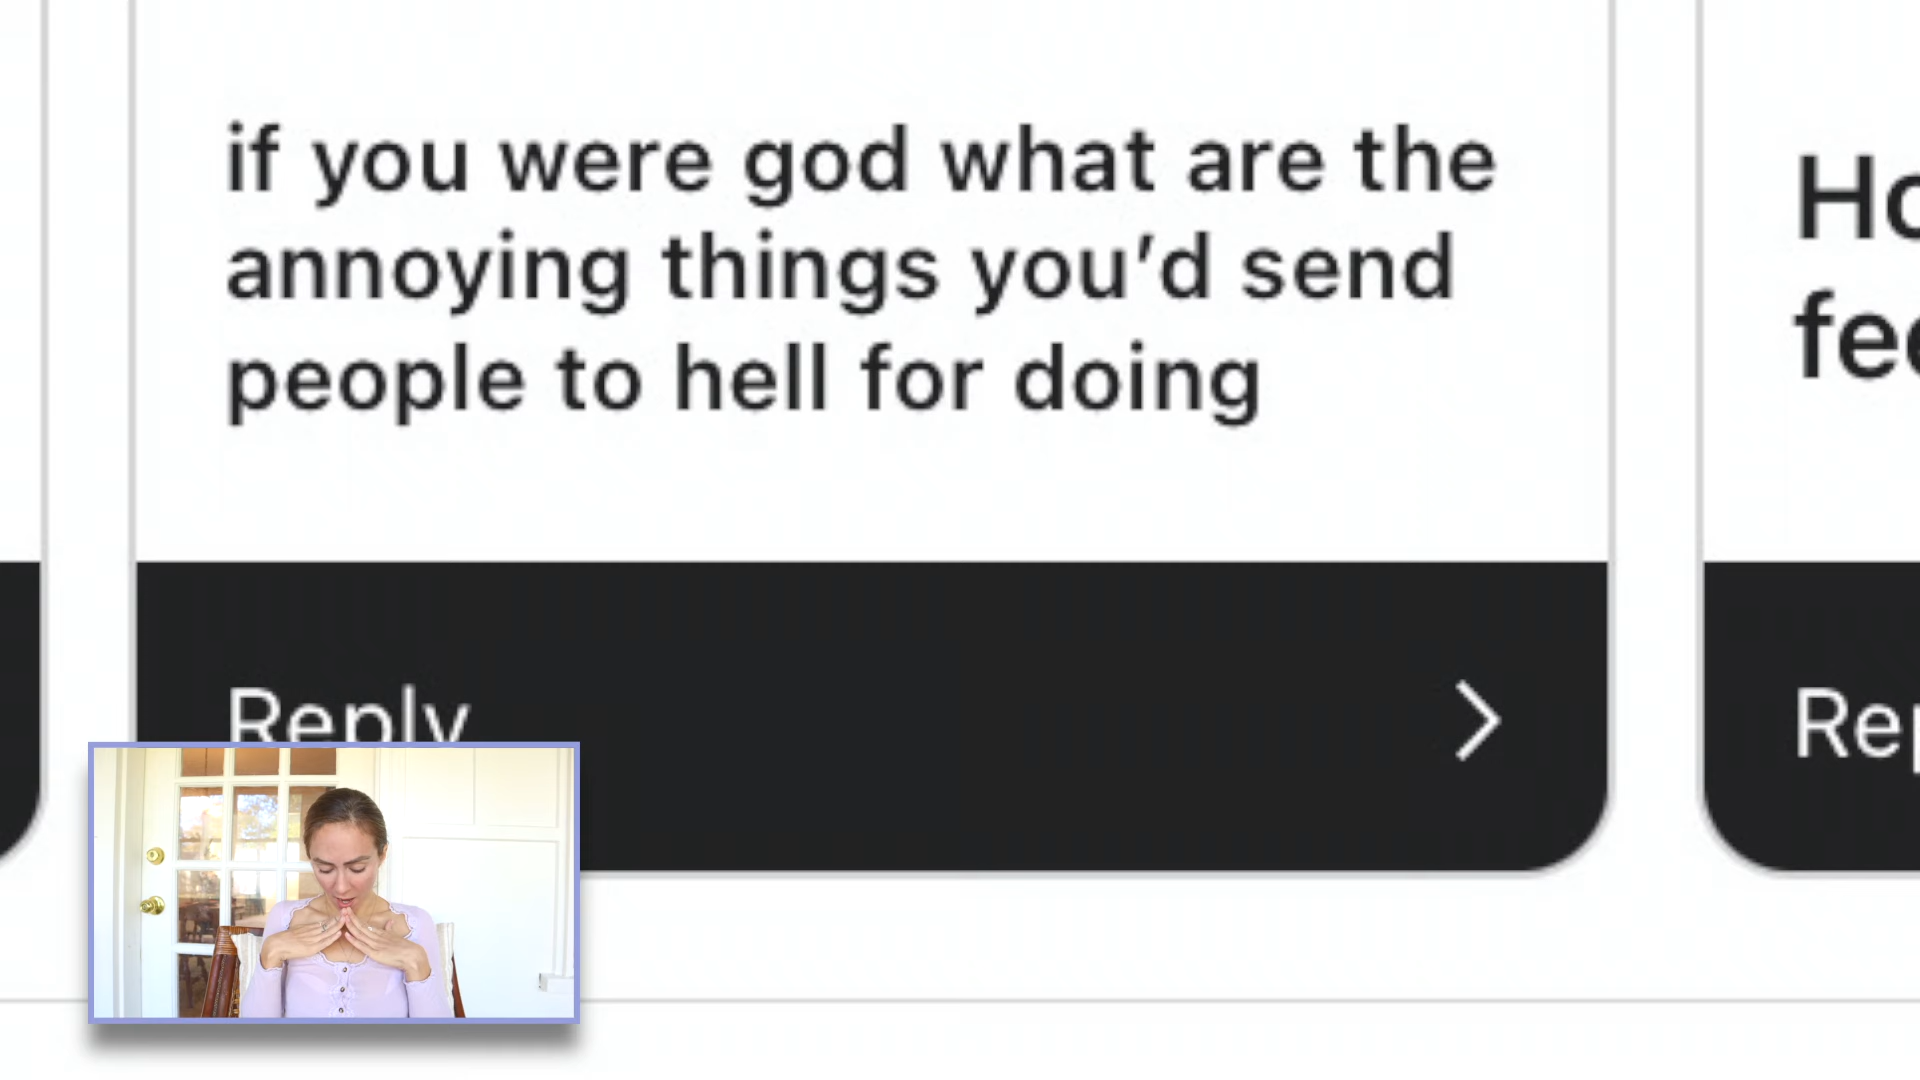 if you were god what are the
annoying things you’d send
people to hell for doing
Reply